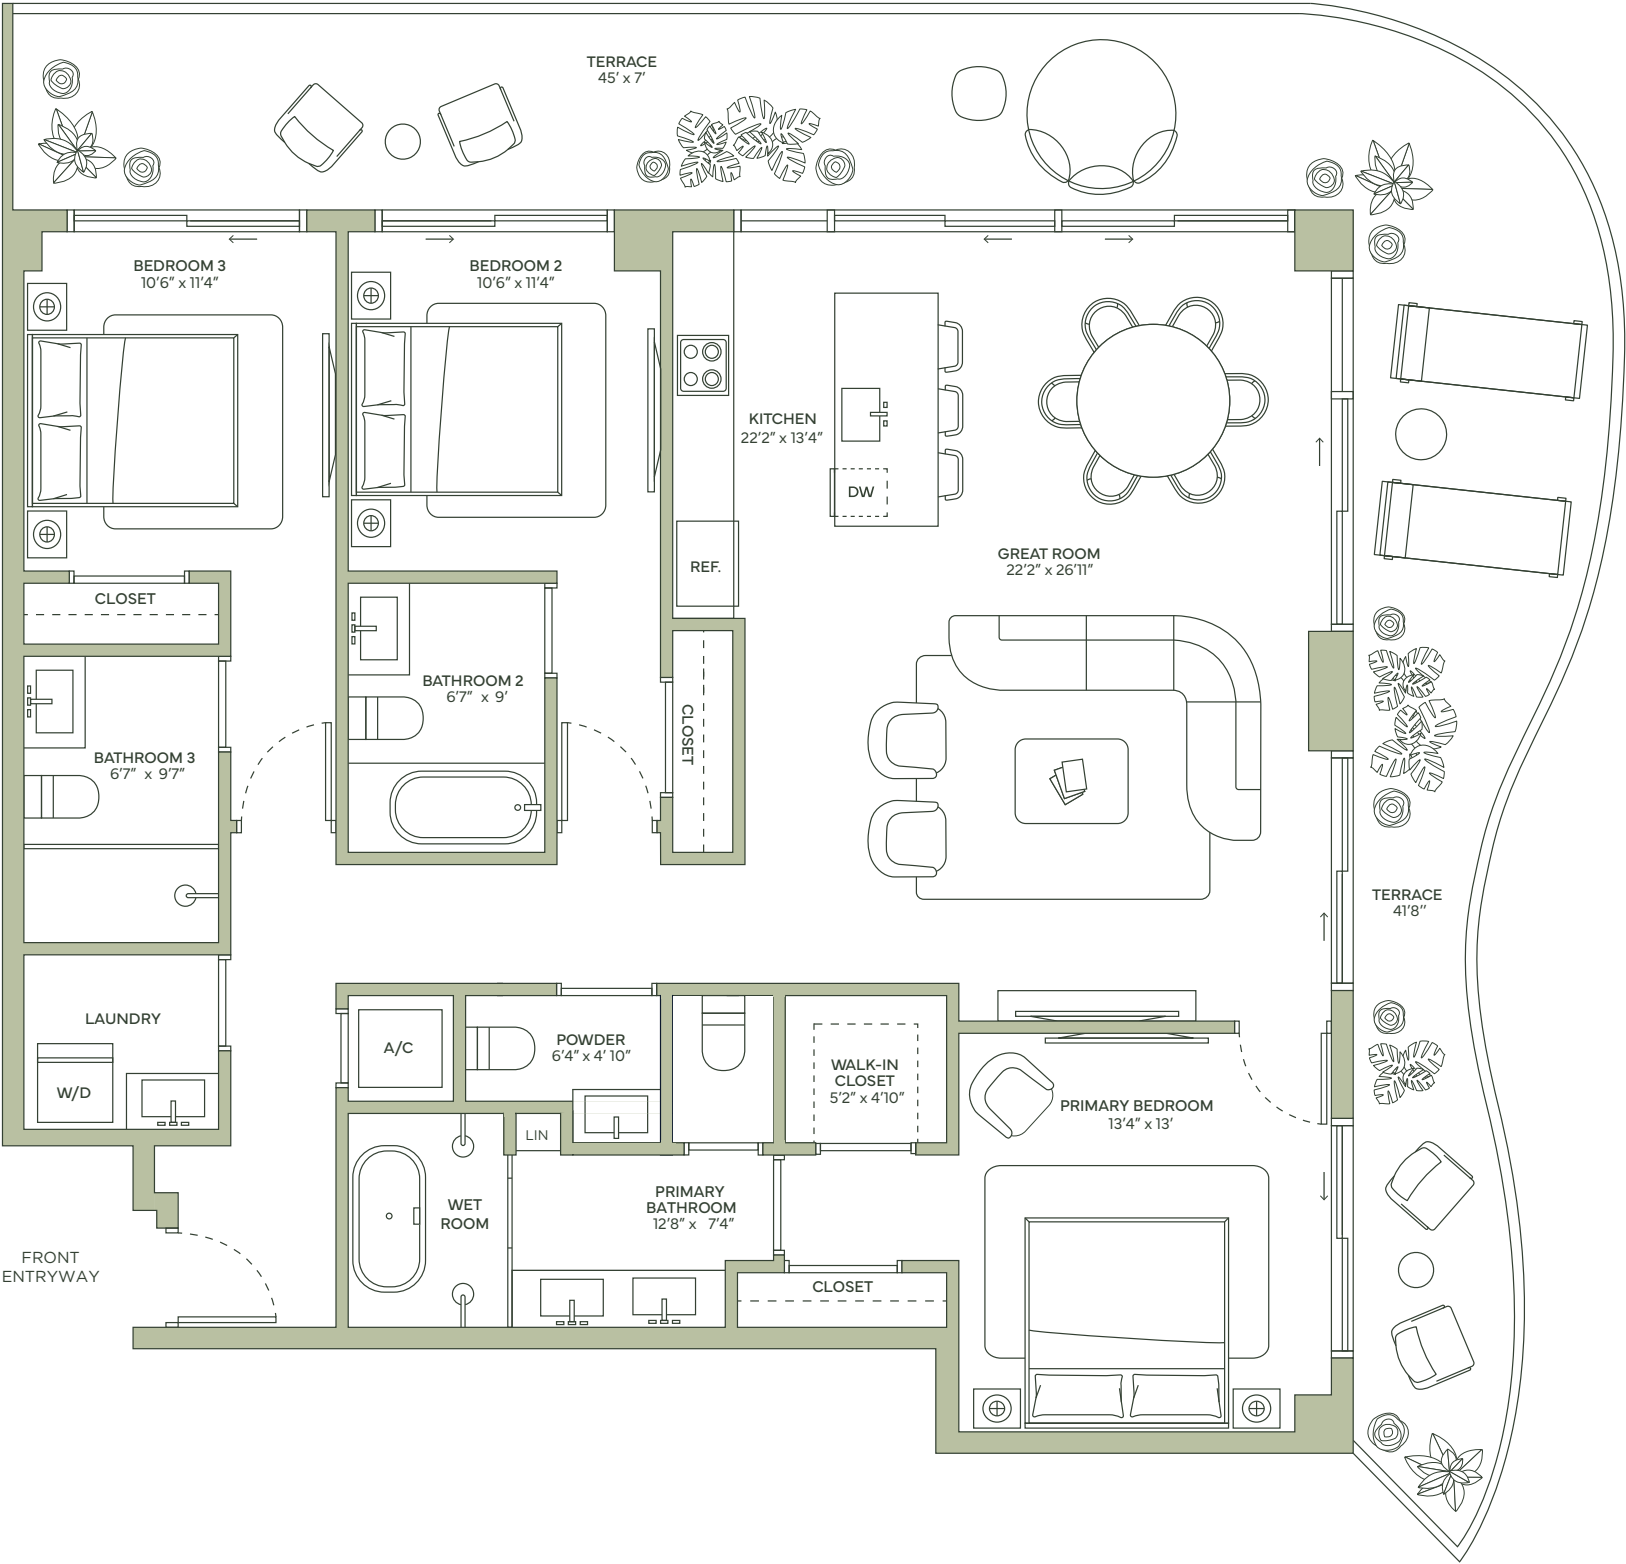 TERRACE
45' x 7'
BEDROOM 3
10'6" x 11'4"
BEDROOM 2
10'6" x 11'4"
KITCHEN
22'2" x 13'4"
DW
REF.
GREAT ROOM
22'2" x 26'11"
CLOSET
BATHROOM 2
6'7" x 9'
CLOSET
BATHROOM 3
6'7" x 9'7"
TERRACE
41'8''
LAUNDRY
W/D
A/C
POWDER
6'4" x 4' 10"
WALK-IN
CLOSET
5'2" x 4'10"
PRIMARY BEDROOM
13'4" x 13'
LIN
WET
ROOM
PRIMARY
BATHROOM
12'8" x 7'4"
CLOSET
FRONT
ENTRYWAY